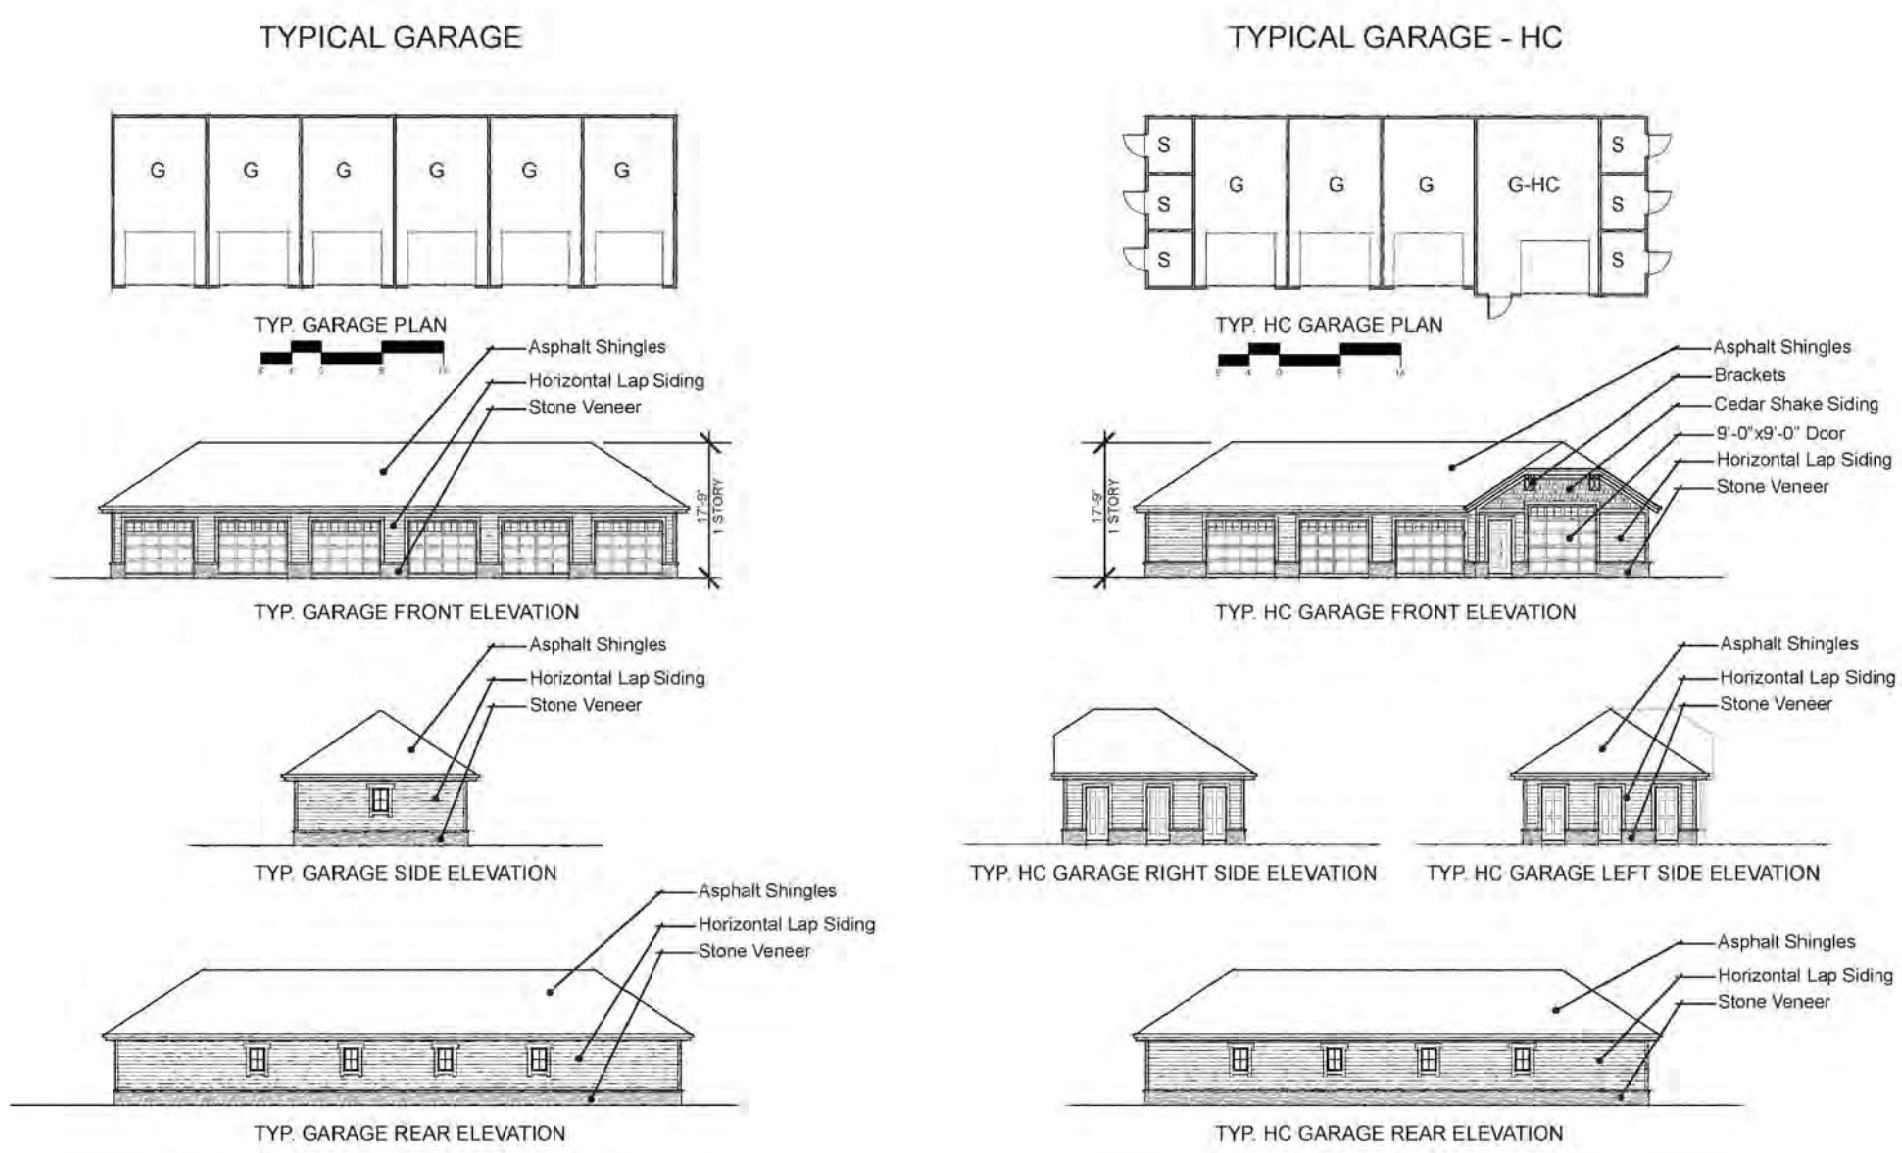 TYPICAL GARAGE
G G G G G G
TYP. GARAGE PLAN
Asphalt Shingles
Horizontal Lap Siding
Stone Veneer
17'-9"
1 STORY
TYP. GARAGE FRONT ELEVATION
Asphalt Shingles
Horizontal Lap Siding
Stone Veneer
TYP. GARAGE SIDE ELEVATION
Asphalt Shingles
Horizontal Lap Siding
Stone Veneer
TYP. GARAGE REAR ELEVATION
TYPICAL GARAGE - HC
S S
G G G G-HC
S S
S S
TYP. HC GARAGE PLAN
Asphalt Shingles
Brackets
Cedar Shake Siding
9'-0"x9'-0" Door
Horizontal Lap Siding
Stone Veneer
17'-9"
1 STORY
TYP. HC GARAGE FRONT ELEVATION
Asphalt Shingles
Horizontal Lap Siding
Stone Veneer
TYP. HC GARAGE RIGHT SIDE ELEVATION
TYP. HC GARAGE LEFT SIDE ELEVATION
Asphalt Shingles
Horizontal Lap Siding
Stone Veneer
TYP. HC GARAGE REAR ELEVATION